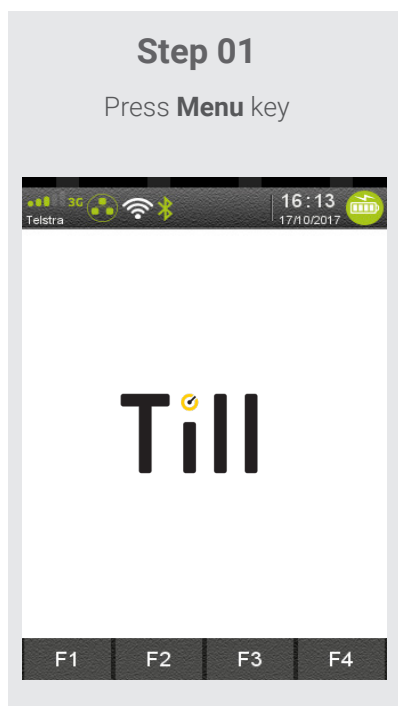 Step 01
Press Menu key
3G 16:13
Telstra 17/10/2017
Till
F1 F2 F3 F4